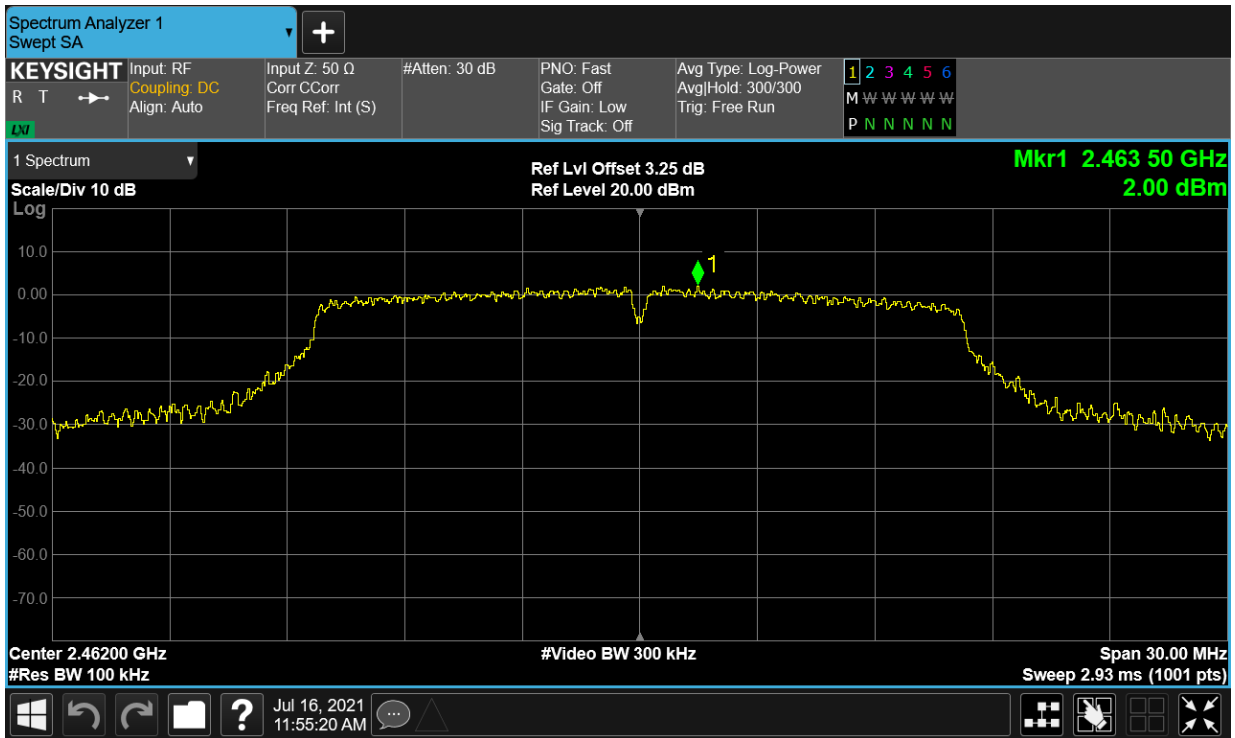 Spectrum Analyzer 1
Swept SA
+
KEYSIGHT
R T
LXI
Input: RF
Coupling: DC
Align: Auto
Input Z: 50 Ω
Corr CCorr
Freq Ref: Int (S)
#Atten: 30 dB
PNO: Fast
Gate: Off
IF Gain: Low
Sig Track: Off
Avg Type: Log-Power
Avg|Hold: 300/300
Trig: Free Run
1 2 3 4 5 6
M W W W W W
P N N N N N
1 Spectrum
Scale/Div 10 dB
Log
Ref Lvl Offset 3.25 dB
Ref Level 20.00 dBm
Mkr1 2.463 50 GHz
2.00 dBm
10.0
0.00
-10.0
-20.0
-30.0
-40.0
-50.0
-60.0
-70.0
1
Center 2.46200 GHz
#Res BW 100 kHz
#Video BW 300 kHz
Span 30.00 MHz
Sweep 2.93 ms (1001 pts)
?
Jul 16, 2021
11:55:20 AM